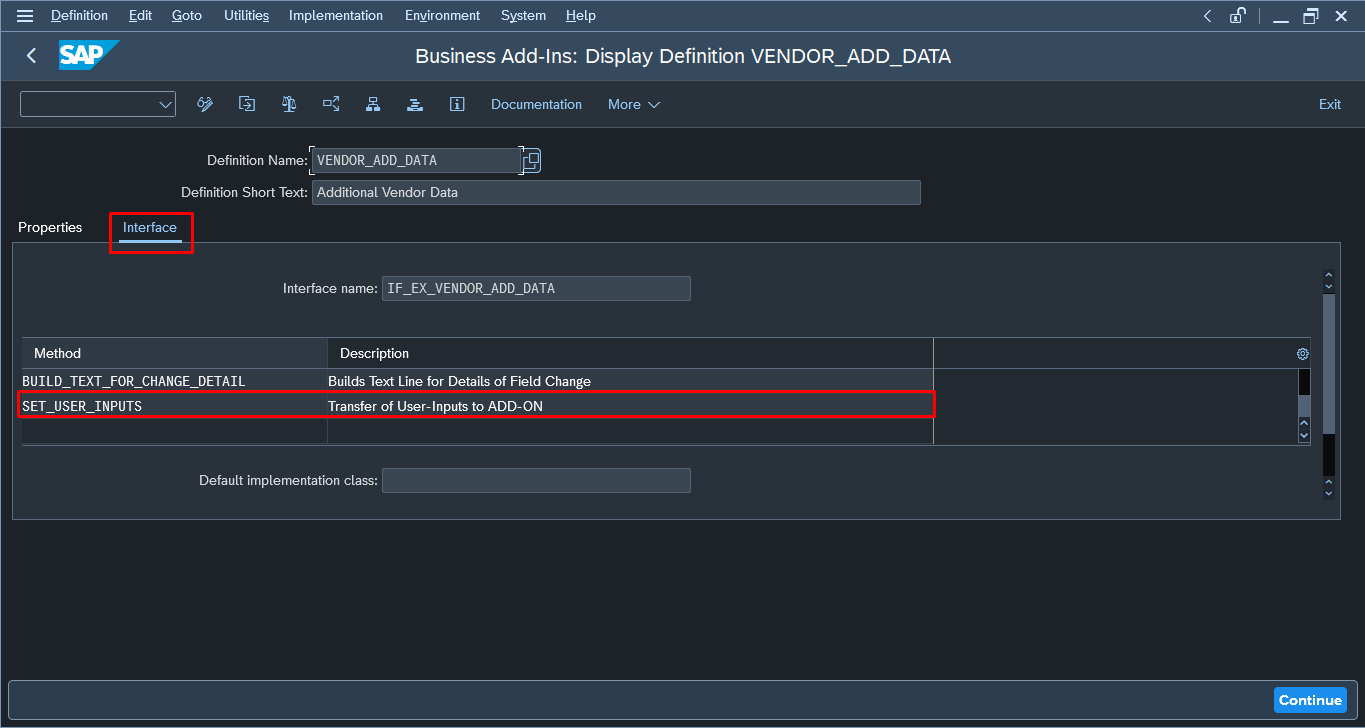 Definition Edit Goto Utilities Implementation Environment System Help
SAP Business Add-Ins: Display Definition VENDOR_ADD_DATA
Documentation More Exit
Definition Name: VENDOR_ADD_DATA
Definition Short Text: Additional Vendor Data
Properties Interface
Interface name: IF_EX_VENDOR_ADD_DATA
Method Description
BUILD_TEXT_FOR_CHANGE_DETAIL Builds Text Line for Details of Field Change
SET_USER_INPUTS Transfer of User-Inputs to ADD-ON
Default implementation class:
Continue